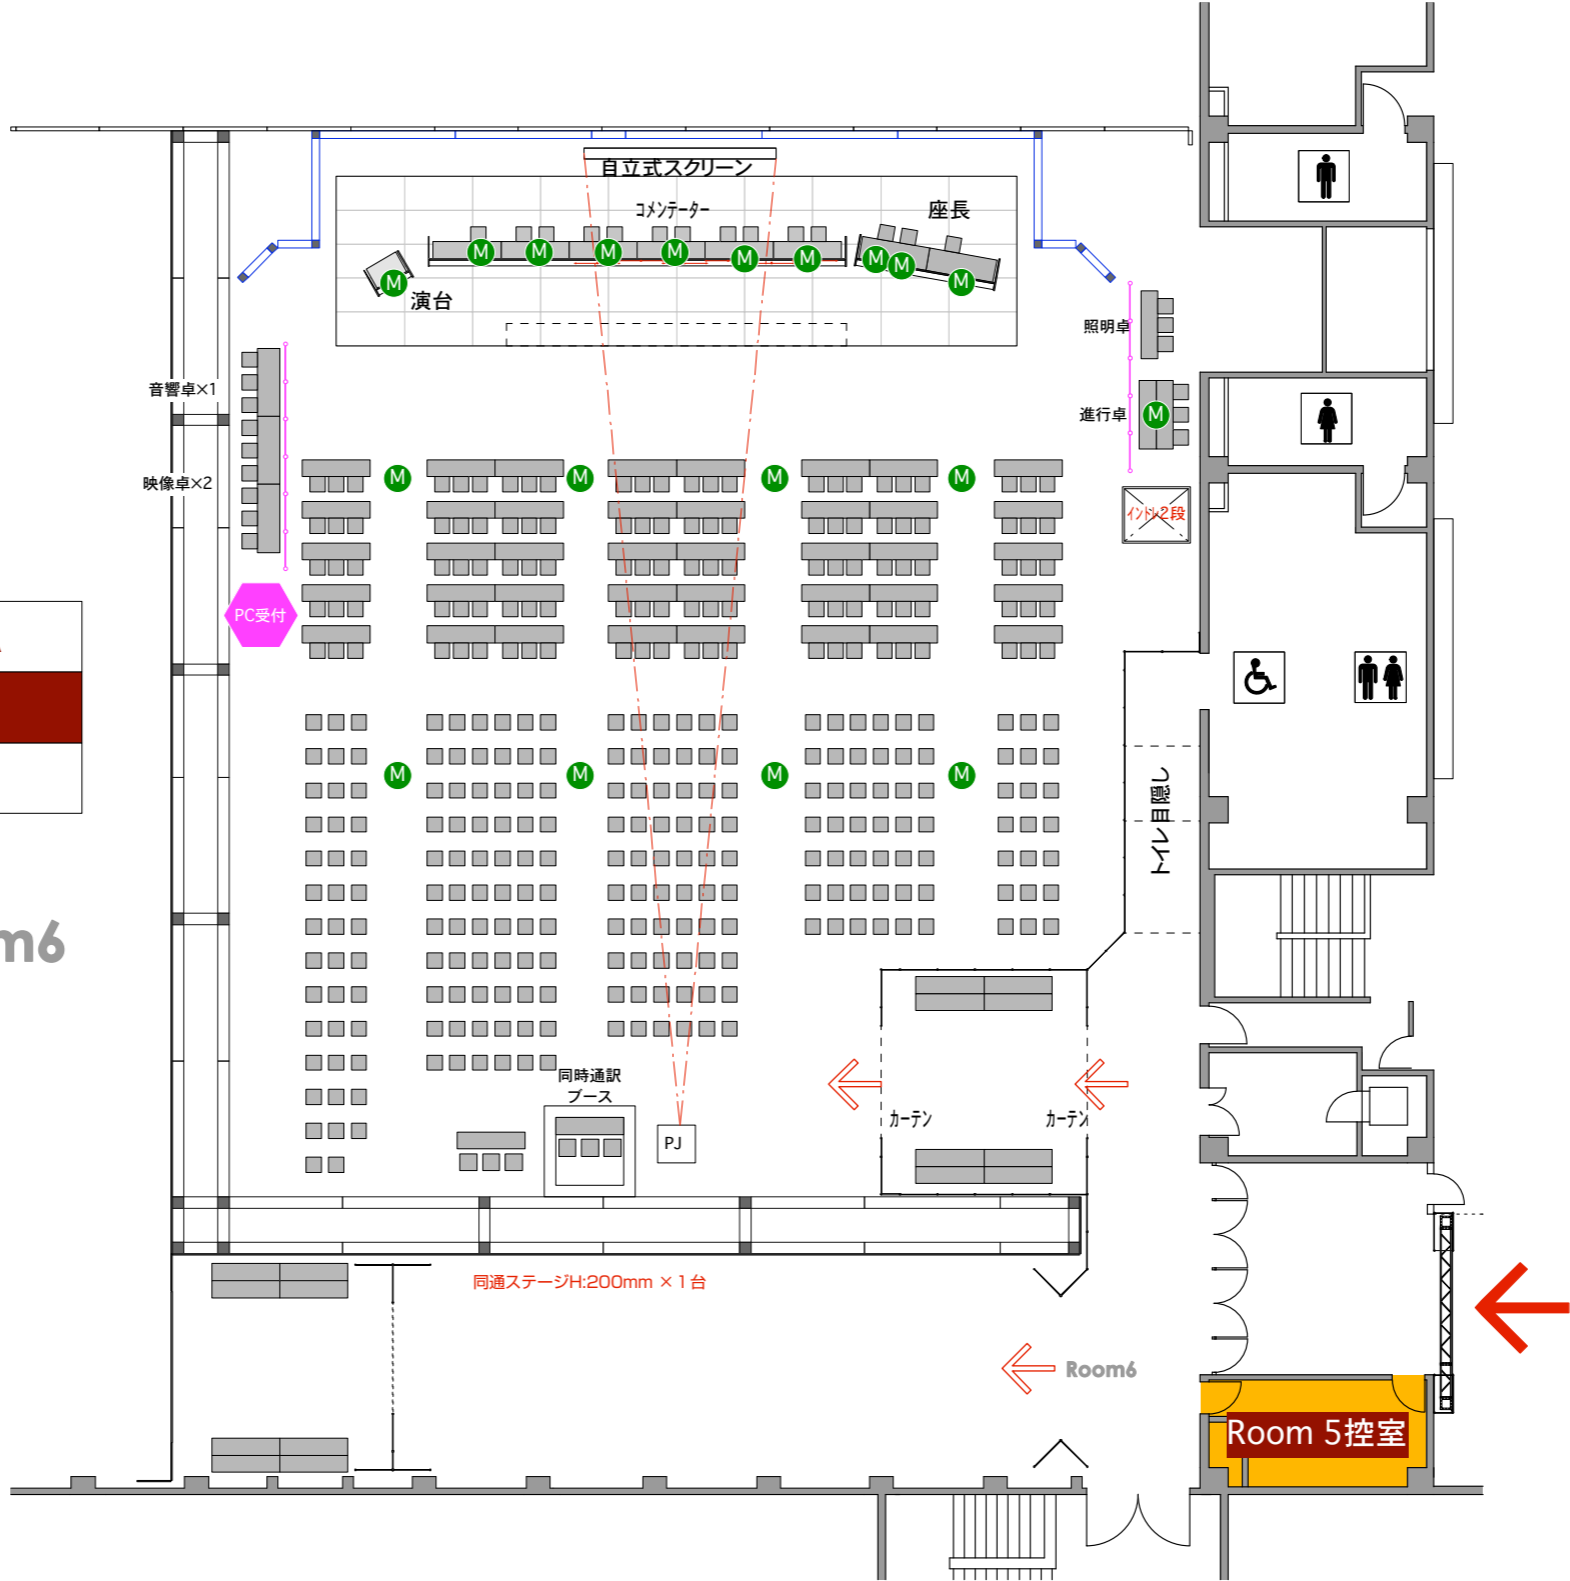 自立式スクリーン
コメンテーター
座長
M
M
M
M
M
M
M
M
M
M
演台
照明卓
音響卓×1
進行卓
M
映像卓×2
M
M
M
M
イントレ2段
PC受付
トイレ目隠し
M
M
M
M
m6
同時通訳
ブース
カーテン
カーテン
PJ
同通ステージH:200mm ×1台
Room6
Room 5控室